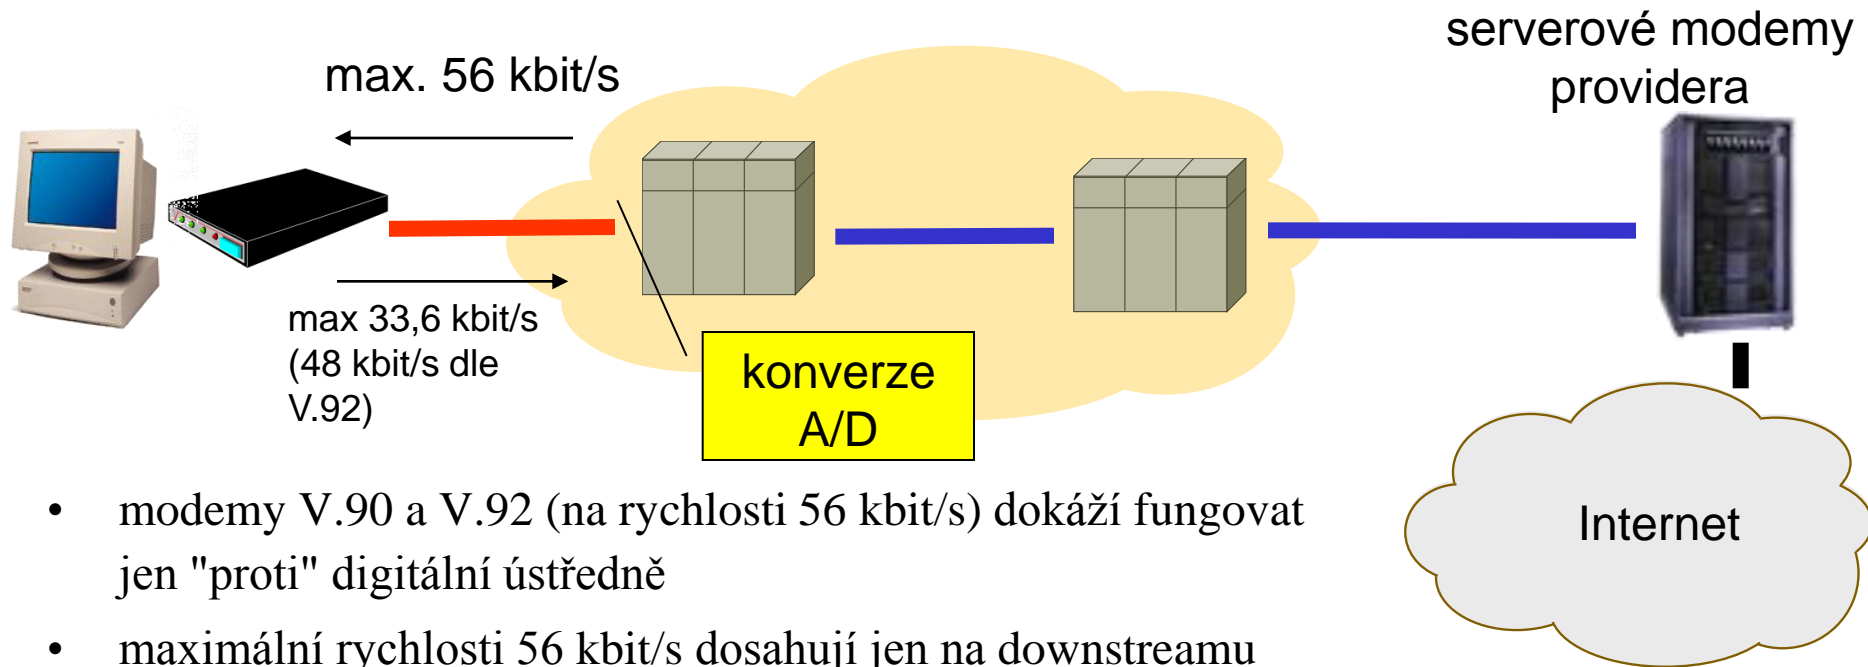 serverové modemy
providera
max. 56 kbit/s
max 33,6 kbit/s
(48 kbit/s dle
V.92)
konverze
A/D
Internet
• modemy V.90 a V.92 (na rychlosti 56 kbit/s) dokáží fungovat
jen "proti" digitální ústředně
• maximální rychlosti 56 kbit/s dosahují jen na downstreamu